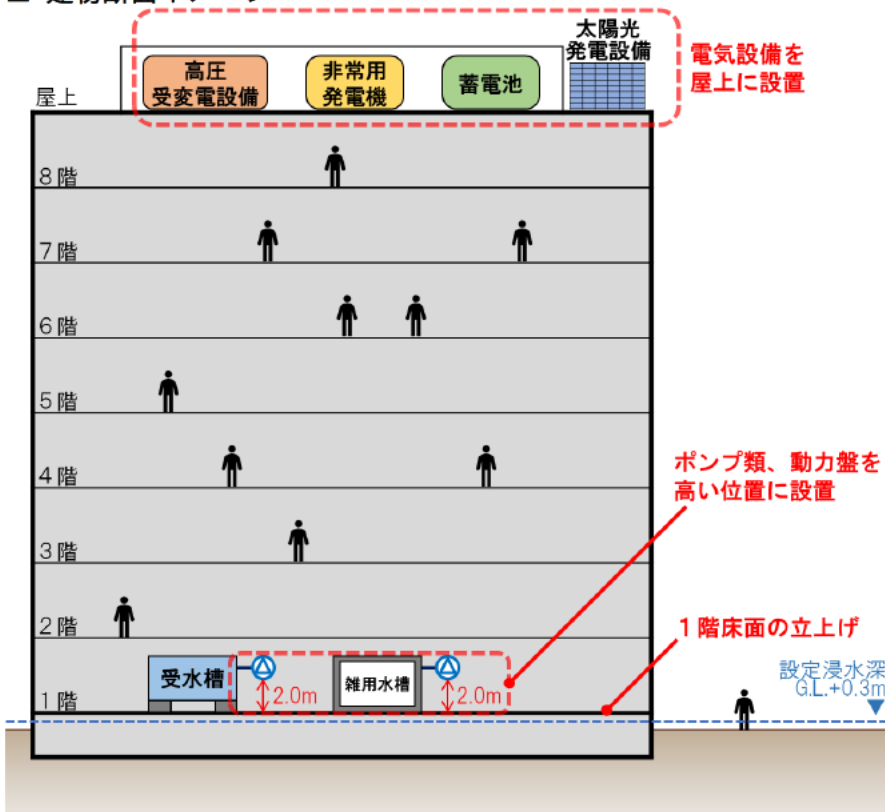 太陽光
発電設備
電気設備を
屋上に設置
高圧
受変電設備
非常用
発電機
蓄電池
屋上
8階
7階
6階
5階
4階
3階
2階
1階
ポンプ類、動力盤を
高い位置に設置
1階床面の立上げ
受水槽
2.0m
雑用水槽
2.0m
設定浸水深
G.L.+0.3m